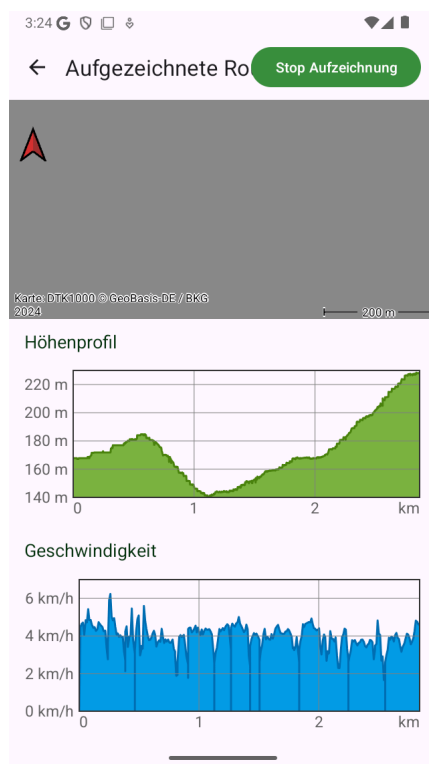 3:24
Aufgezeichnete Ro
Stop Aufzeichnung
Karte: DTK1000 © GeoBasis-DE / BKG
2024
200 m
Höhenprofil
220 m
200 m
180 m
160 m
140 m
0 1 2 km
Geschwindigkeit
6 km/h
4 km/h
2 km/h
0 km/h
0 1 2 km